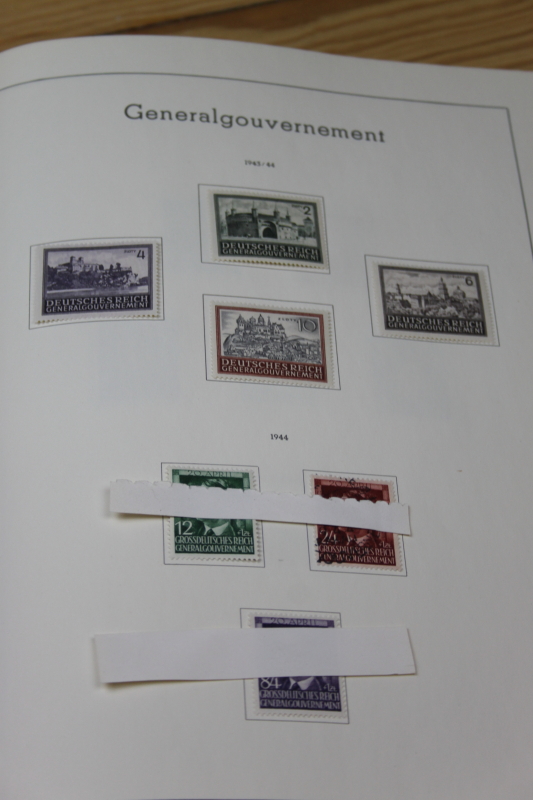 Generalgouvernement
1943/44
2
DEUTSCHES REICH
GENERALGOUVERNEMENT
4
DEUTSCHES REICH
GENERALGOUVERNEMENT
6
DEUTSCHES REICH
GENERALGOUVERNEMENT
10
DEUTSCHES REICH
GENERALGOUVERNEMENT
1944
12
GROSSDEUTSCHES REICH
GENERALGOUVERNEMENT
24
GROSSDEUTSCHES REICH
84
GROSSDEUTSCHES REICH
GENERALGOUVERNEMENT